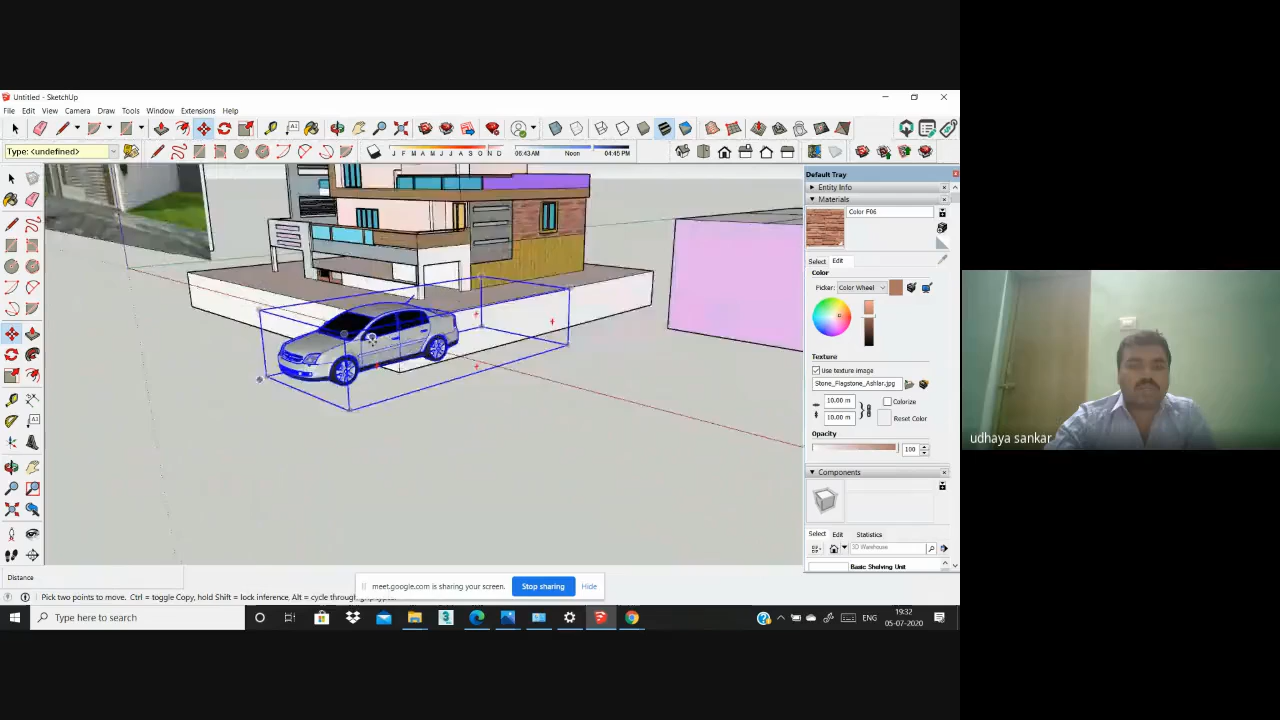 Untitled - SketchUp
File Edit View Camera Draw Tools Window Extensions Help
Type: <undefined>
J F M A M J J A S O N D
06:43 AM Noon 04:45 PM
Default Tray
Entity Info
Materials
Color F06
Select Edit
Color
Picker: Color Wheel
Texture
Use texture image
Stone_Flagstone_Ashlar.jpg
10.00 m
Colorize
10.00 m
Reset Color
Opacity
100
Components
Select Edit Statistics
3D Warehouse
Basic Shelving Unit
Distance
meet.google.com is sharing your screen. Stop sharing Hide
Pick two points to move. Ctrl = toggle Copy, hold Shift = lock inference, Alt = cycle through
Type here to search
ENG
19:32
05-07-2020
udhaya sankar